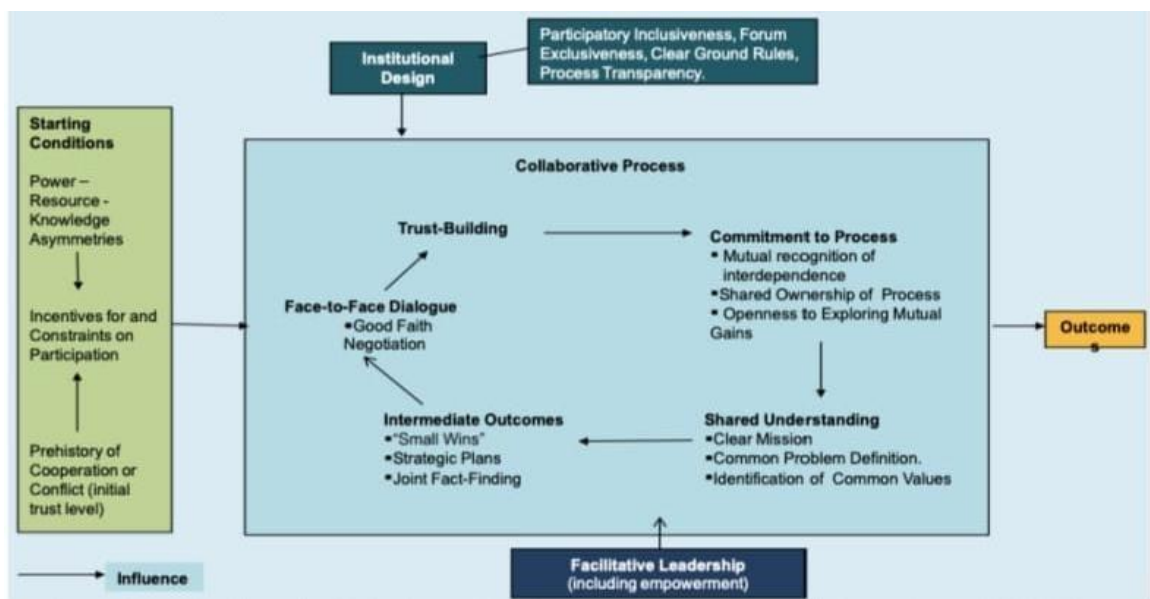 Institutional
Design
Participatory Inclusiveness, Forum
Exclusiveness, Clear Ground Rules,
Process Transparency.
Starting
Conditions
Power –
Resource -
Knowledge
Asymmetries
Incentives for and
Constraints on
Participation
Prehistory of
Cooperation or
Conflict (initial
trust level)
Collaborative Process
Trust-Building
Commitment to Process
▪ Mutual recognition of
interdependence
▪Shared Ownership of Process
▪ Openness to Exploring Mutual
Gains
Face-to-Face Dialogue
▪Good Faith
Negotiation
Intermediate Outcomes
▪"Small Wins"
▪Strategic Plans
▪Joint Fact-Finding
Shared Understanding
▪Clear Mission
▪Common Problem Definition.
▪Identification of Common Values
Outcome
s
Facilitative Leadership
(including empowerment)
Influence